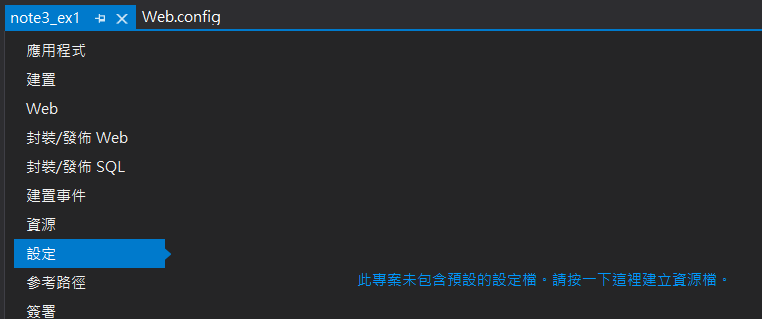 note3_ex1 Web.config
應用程式
建置
Web
封裝/發佈 Web
封裝/發佈 SQL
建置事件
資源
設定
參考路徑
此專案未包含預設的設定檔。請按一下這裡建立資源檔。
簽署